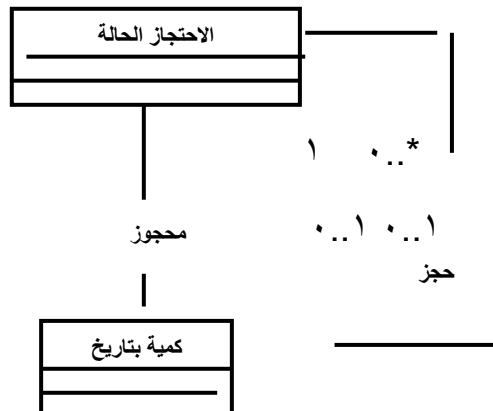 الاحتجاز الحالة
١ ٠..*
٠..١ ٠..١
محجوز
حجز
كمية بتاريخ